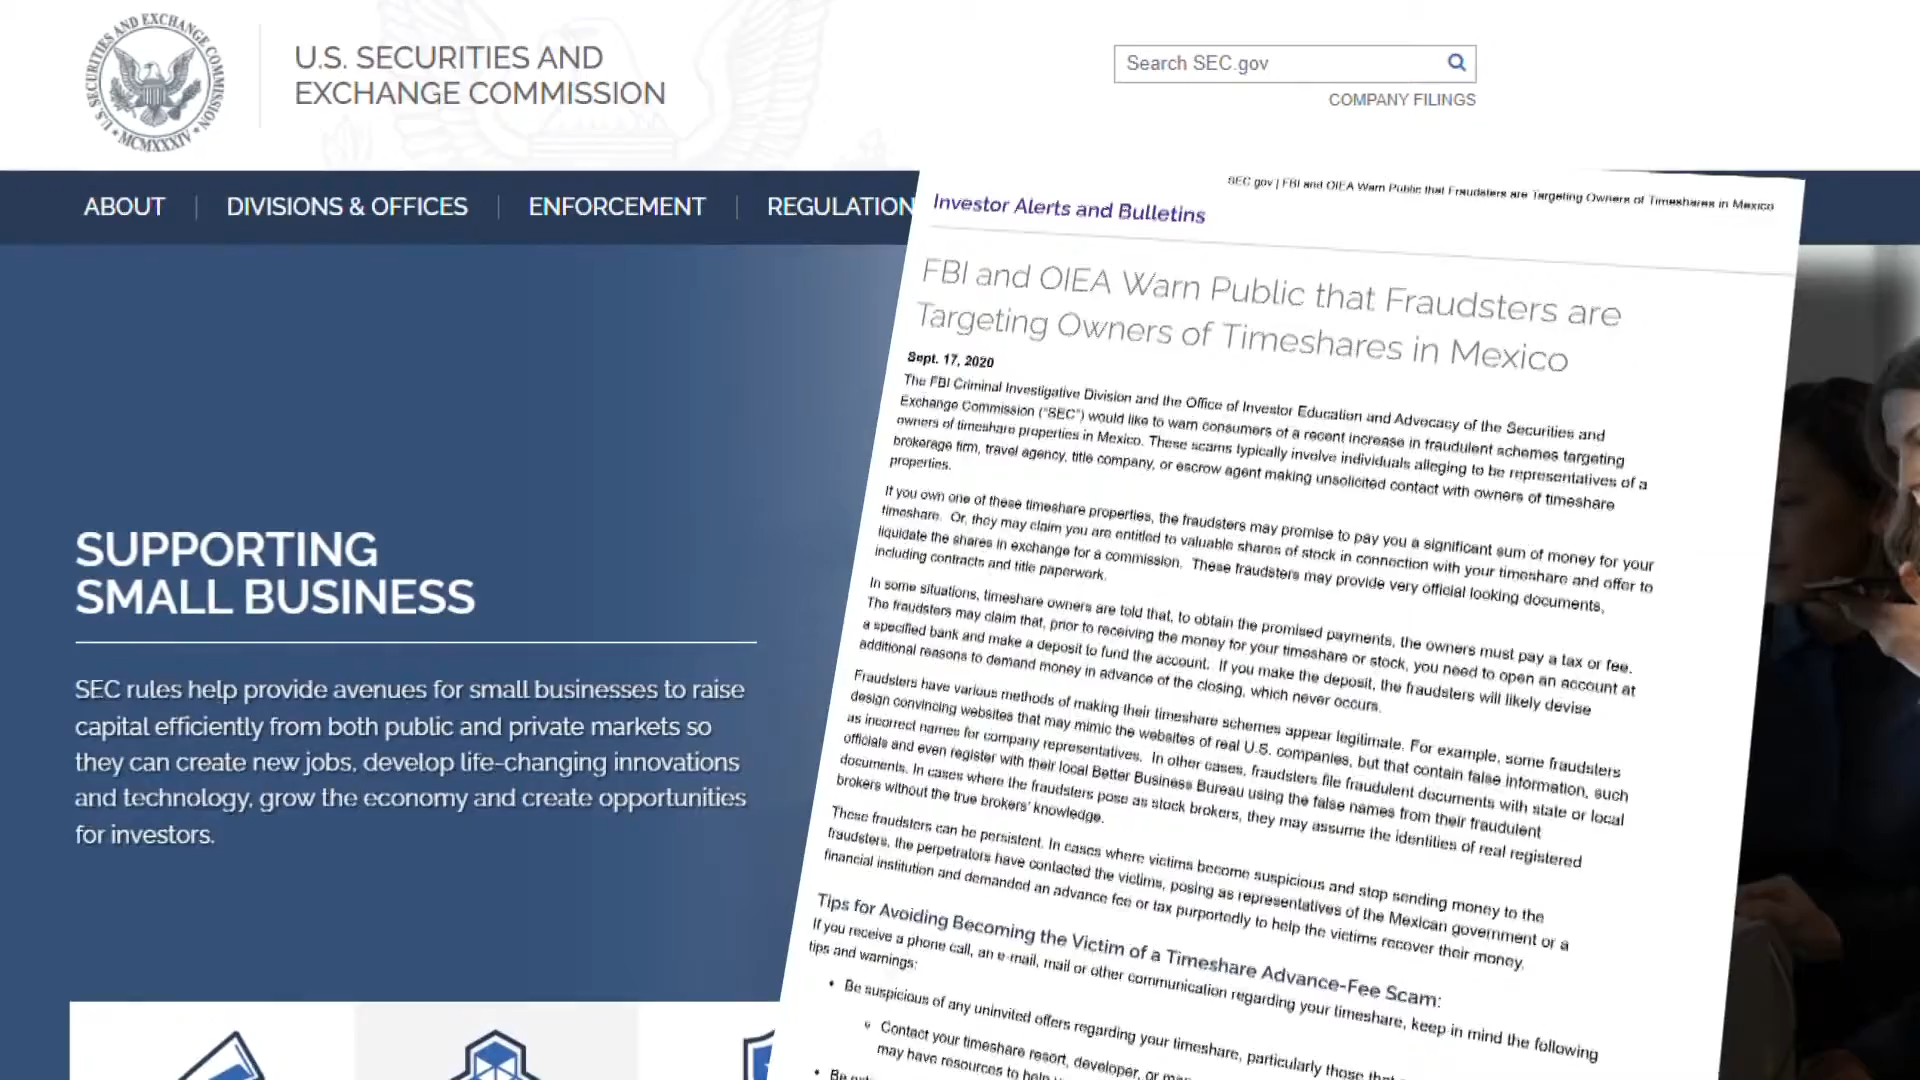 U.S. SECURITIES AND EXCHANGE COMMISSION
MCMXXXIV
U.S. SECURITIES AND
EXCHANGE COMMISSION
Search SEC.gov
COMPANY FILINGS
ABOUT
DIVISIONS & OFFICES
ENFORCEMENT
REGULATION
SUPPORTING
SMALL BUSINESS
SEC rules help provide avenues for small businesses to raise
capital efficiently from both public and private markets so
they can create new jobs, develop life-changing innovations
and technology, grow the economy and create opportunities
for investors.
SEC.gov | FBI and OIEA Warn Public that Fraudsters are Targeting Owners of Timeshares in Mexico
Investor Alerts and Bulletins
FBI and OIEA Warn Public that Fraudsters are
Targeting Owners of Timeshares in Mexico
Sept. 17, 2020
The FBI Criminal Investigative Division and the Office of Investor Education and Advocacy of the Securities and
Exchange Commission ("SEC") would like to warn consumers of a recent increase in fraudulent schemes targeting
owners of timeshare properties in Mexico. These scams typically involve individuals alleging to be representatives of a
brokerage firm, travel agency, title company, or escrow agent making unsolicited contact with owners of timeshare
properties.
If you own one of these timeshare properties, the fraudsters may promise to pay you a significant sum of money for your
timeshare. Or, they may claim you are entitled to valuable shares of stock in connection with your timeshare and offer to
liquidate the shares in exchange for a commission. These fraudsters may provide very official looking documents,
including contracts and title paperwork.
In some situations, timeshare owners are told that, to obtain the promised payments, the owners must pay a tax or fee.
The fraudsters may claim that, prior to receiving the money for your timeshare or stock, you need to open an account at
a specified bank and make a deposit to fund the account. If you make the deposit, the fraudsters will likely devise
additional reasons to demand money in advance of the closing, which never occurs.
Fraudsters have various methods of making their timeshare schemes appear legitimate. For example, some fraudsters
design convincing websites that may mimic the websites of real U.S. companies, but that contain false information, such
as incorrect names for company representatives. In other cases, fraudsters file fraudulent documents with state or local
officials and even register with their local Better Business Bureau using the false names from their fraudulent
documents. In cases where the fraudsters pose as stock brokers, they may assume the identities of real registered
brokers without the true brokers' knowledge.
These fraudsters can be persistent. In cases where victims become suspicious and stop sending money to the
fraudsters, the perpetrators have contacted the victims, posing as representatives of the Mexican government or a
financial institution and demanded an advance fee or tax purportedly to help the victims recover their money.
Tips for Avoiding Becoming the Victim of a Timeshare Advance-Fee Scam:
If you receive a phone call, an e-mail, mail or other communication regarding your timeshare, keep in mind the following
tips and warnings:
• Be suspicious of any uninvited offers regarding your timeshare, particularly those
Contact your timeshare resort, developer, or
may have resources to help
• Be